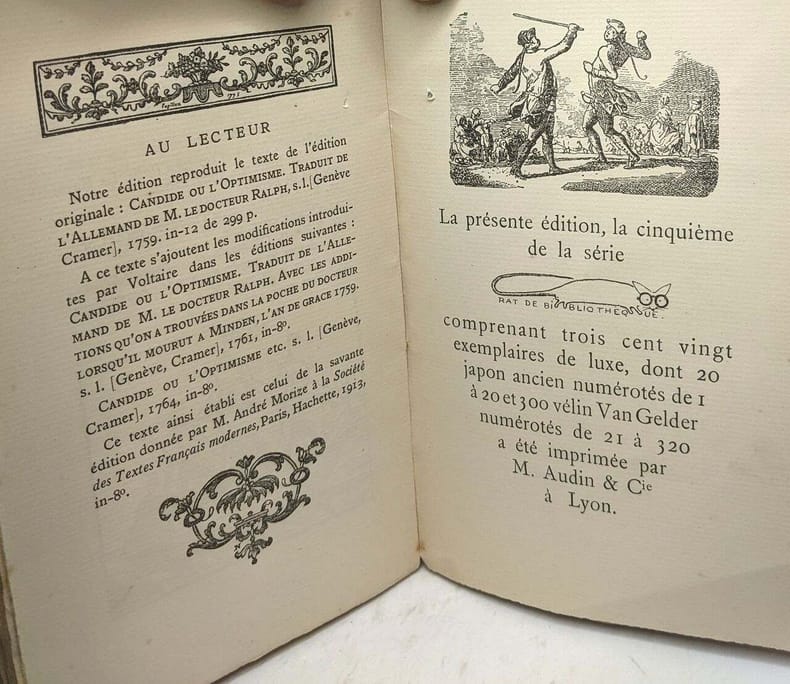 Papillon 1775
AU LECTEUR
Notre édition reproduit le texte de l'édition
originale : CANDIDE OU L'OPTIMISME. TRADUIT DE
L'ALLEMAND DE M. LE DOCTEUR RALPH, s. l. [Genève
Cramer], 1759. in-12 de 299 p.
A ce texte s'ajoutent les modifications introdui-
tes par Voltaire dans les éditions suivantes :
CANDIDE OU L'OPTIMISME. TRADUIT DE L'ALLE-
MAND DE M. LE DOCTEUR RALPH. AVEC LES ADDI-
TIONS QU'ON A TROUVÉES DANS LA POCHE DU DOCTEUR
LORSQU'IL MOURUT A MINDEN, L'AN DE GRACE 1759.
s. l. [Genève, Cramer], 1761, in-8º.
CANDIDE OU L'OPTIMISME etc. s. l. [Genève,
Cramer], 1764, in-8º.
Ce texte ainsi établi est celui de la savante
édition donnée par M. André Morize à la Société
des Textes Français modernes, Paris, Hachette, 1913,
in-8º.
La présente édition, la cinquième
de la série
RAT DE BIBLIOTHEQUE.
comprenant trois cent vingt
exemplaires de luxe, dont 20
japon ancien numérotés de 1
à 20 et 300 vélin Van Gelder
numérotés de 21 à 320
a été imprimée par
M. Audin & Cie
à Lyon.